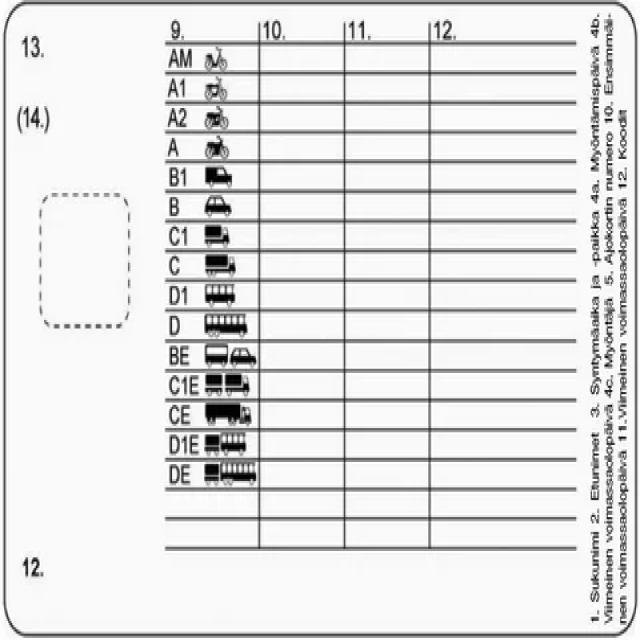 13.
(14.)
9. 10. 11. 12.
AM
A1
A2
A
B1
B
C1
C
D1
D
BE
C1E
CE
D1E
DE
12.
1. Sukunimi 2. Etunimet 3. Syntymäaika ja -paikka 4a. Myöntämispäivä 4b.
Viimeinen voimassaolopäivä 4c. Myöntäjä 5. Ajokortin numero 10. Ensimmäi-
nen voimassaolopäivä 11.Viimeinen voimassaolopäivä 12. Koodit